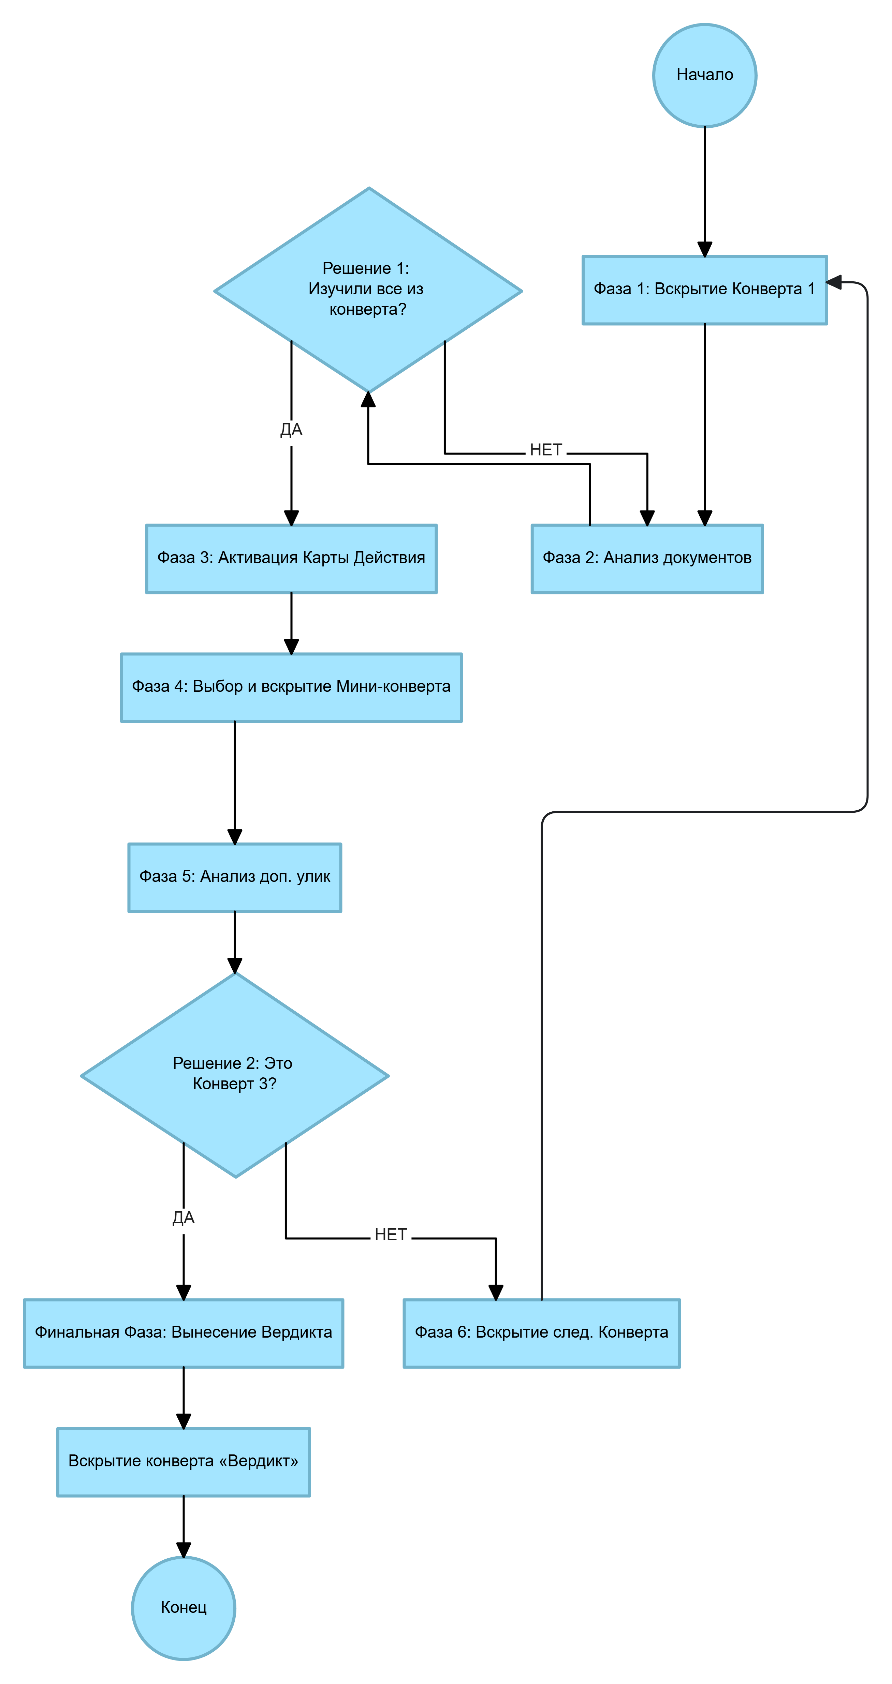 Начало
Фаза 1: Вскрытие Конверта 1
Решение 1:
Изучили все из
конверта?
ДА
НЕТ
Фаза 2: Анализ документов
Фаза 3: Активация Карты Действия
Фаза 4: Выбор и вскрытие Мини-конверта
Фаза 5: Анализ доп. улик
Решение 2: Это
Конверт 3?
ДА
НЕТ
Финальная Фаза: Вынесение Вердикта
Фаза 6: Вскрытие след. Конверта
Вскрытие конверта «Вердикт»
Конец